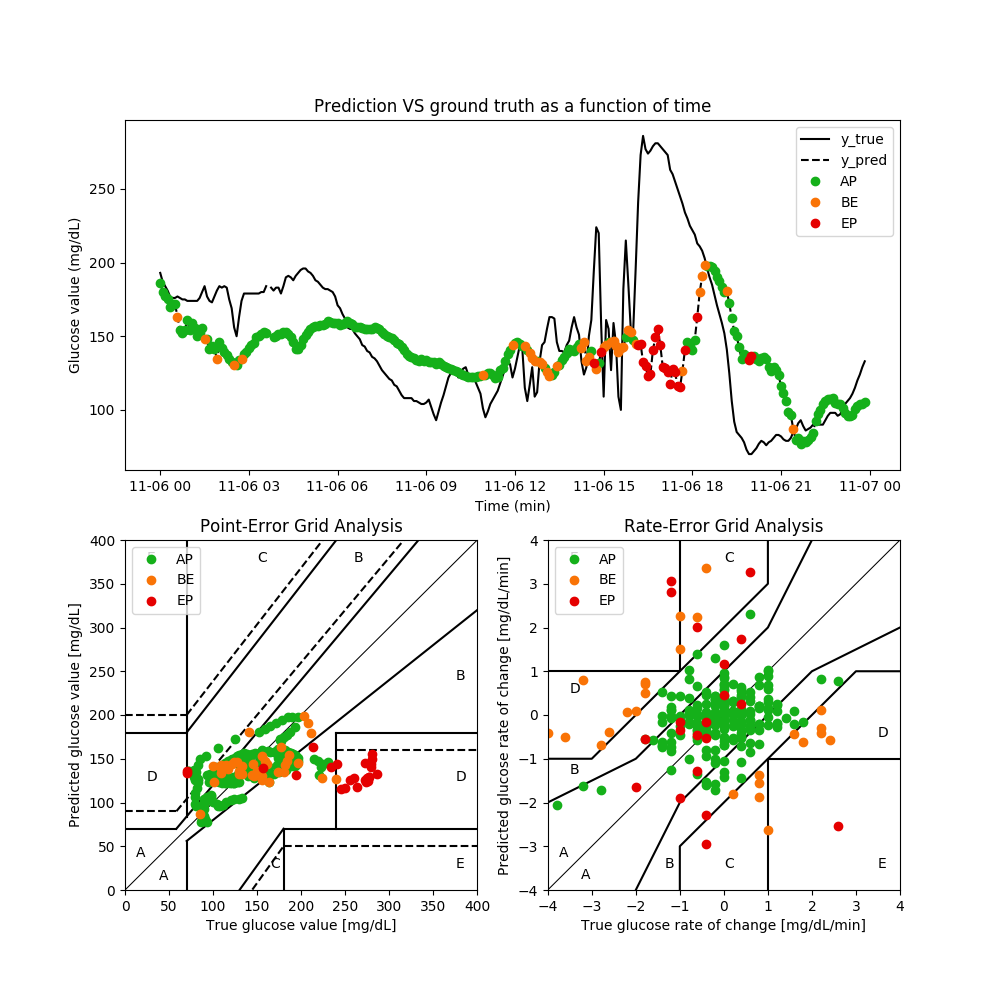 Prediction VS ground truth as a function of time
Glucose value (mg/dL)
250
200
150
100
y_true
y_pred
AP
BE
EP
11-06 00 11-06 03 11-06 06 11-06 09 11-06 12 11-06 15 11-06 18 11-06 21 11-07 00
Time (min)
Point-Error Grid Analysis
Predicted glucose value [mg/dL]
400
350
300
250
200
150
100
50
0
AP
BE
EP
C
B
B
D
D
A
A
C
E
0 50 100 150 200 250 300 350 400
True glucose value [mg/dL]
Rate-Error Grid Analysis
Predicted glucose rate of change [mg/dL/min]
4
3
2
1
0
−1
−2
−3
−4
AP
BE
EP
C
D
D
B
A
A
B
C
E
−4 −3 −2 −1 0 1 2 3 4
True glucose rate of change [mg/dL/min]